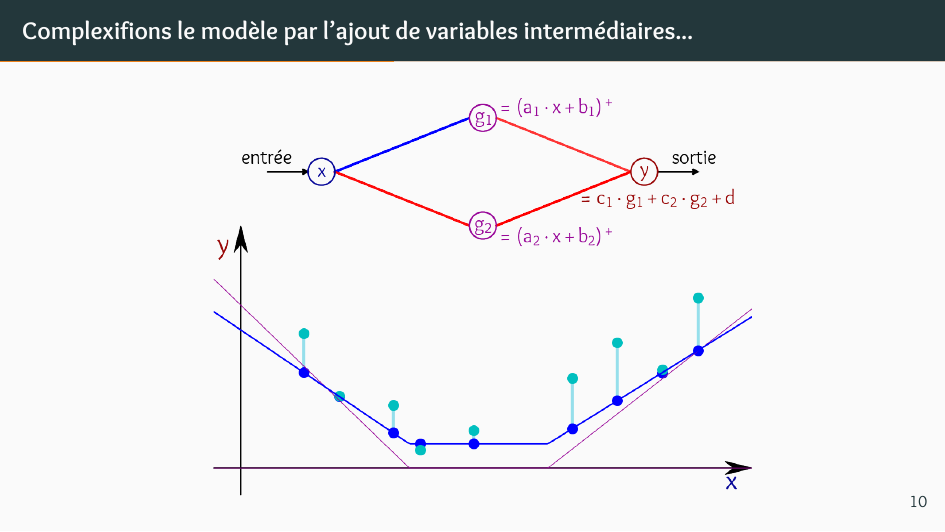 Complexifions le modèle par l'ajout de variables intermédiaires...
g₁ = (a₁ · x + b₁)⁺
entrée x y sortie
= c₁ · g₁ + c₂ · g₂ + d
g₂ = (a₂ · x + b₂)⁺
y
x
10